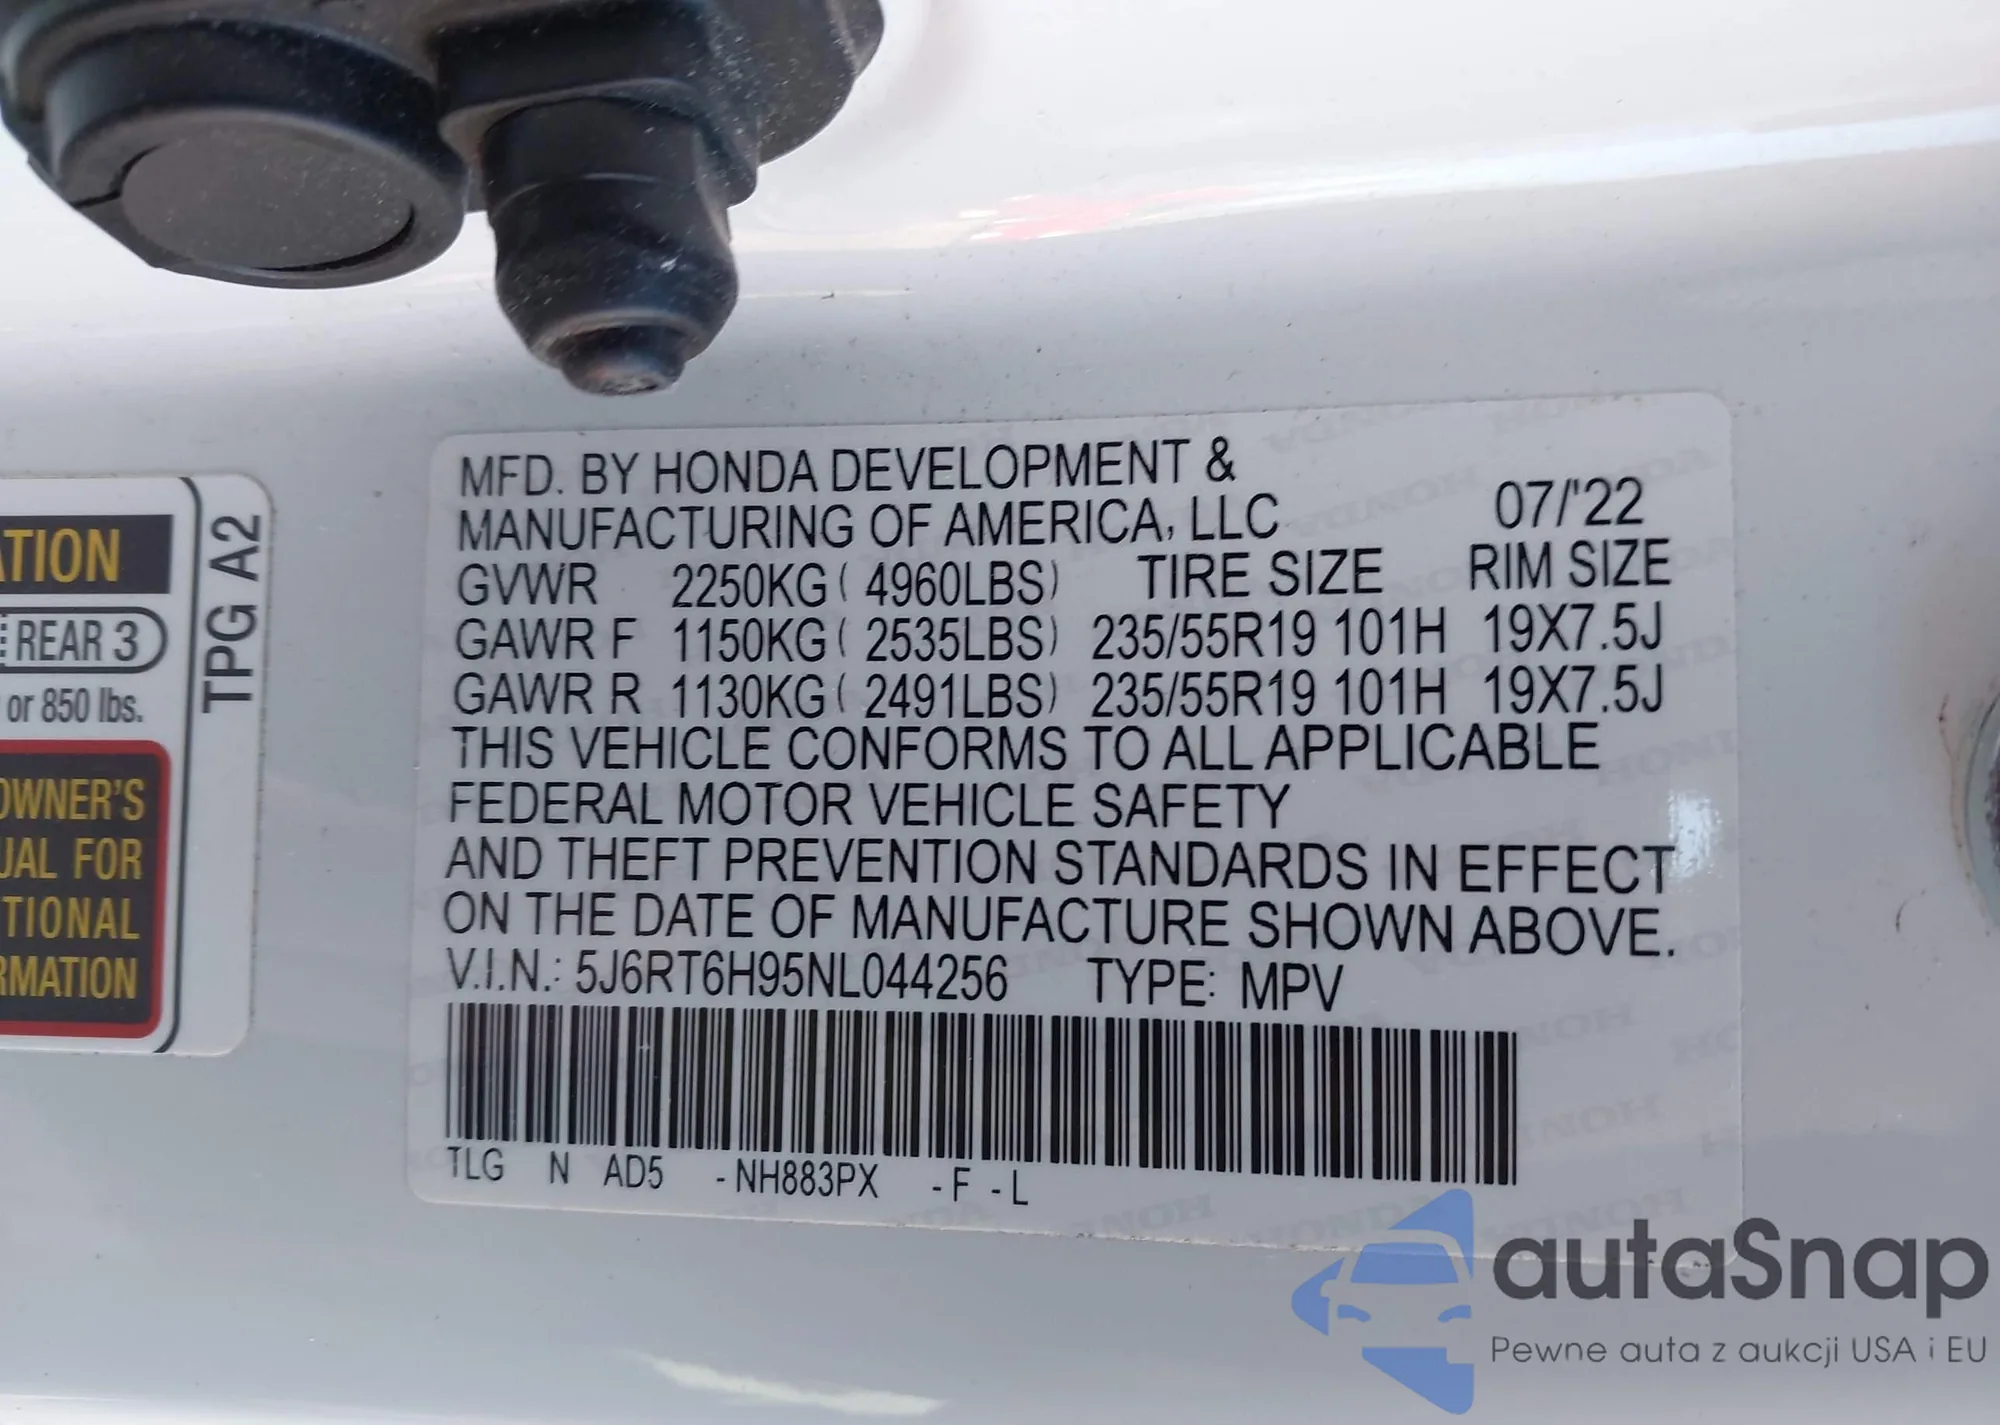 MFD. BY HONDA DEVELOPMENT &
MANUFACTURING OF AMERICA, LLC 07/'22
GVWR 2250KG ( 4960LBS) TIRE SIZE RIM SIZE
GAWR F 1150KG ( 2535LBS) 235/55R19 101H 19X7.5J
GAWR R 1130KG ( 2491LBS) 235/55R19 101H 19X7.5J
THIS VEHICLE CONFORMS TO ALL APPLICABLE
FEDERAL MOTOR VEHICLE SAFETY
AND THEFT PREVENTION STANDARDS IN EFFECT
ON THE DATE OF MANUFACTURE SHOWN ABOVE.
V.I.N.: 5J6RT6H95NL044256 TYPE: MPV
TLG N AD5 -NH883PX -F -L
ATION
REAR 3
or 850 lbs.
OWNER'S
UAL FOR
TIONAL
RMATION
TPG A2
autaSnap
Pewne auta z aukcji USA i EU